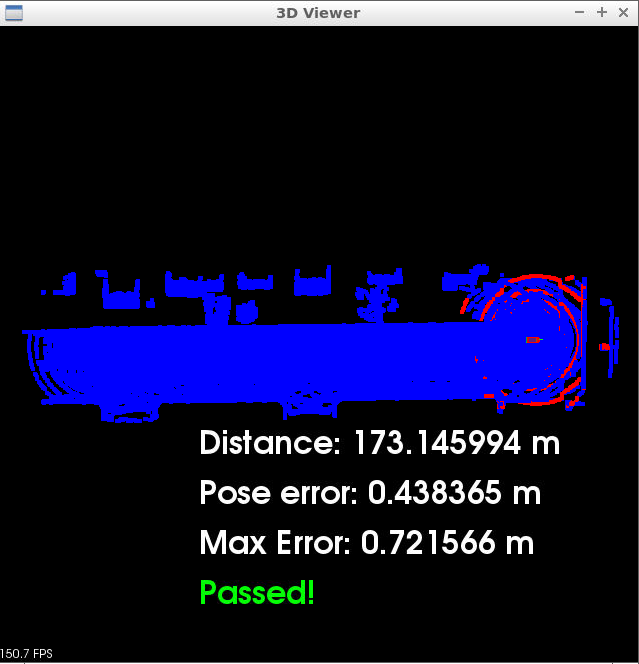 3D Viewer
Distance: 173.145994 m
Pose error: 0.438365 m
Max Error: 0.721566 m
Passed!
150.7 FPS